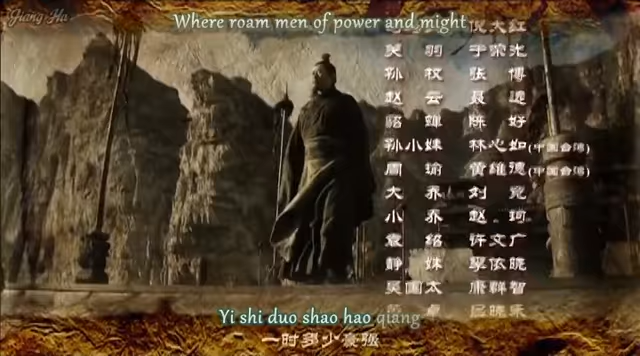 Jiang Hu
Where roam men of power and might
倪大红
关羽 于荣光
孙权 张博
赵云 聂远
貂蝉 陈好
孙小妹 林心如(中国台湾)
周瑜 黄维德(中国台湾)
大乔 刘竞
小乔 赵珂
袁绍 许文广
静姝
吴国太 康群智
Yi shi duo shao hao qiang
一时多少豪强